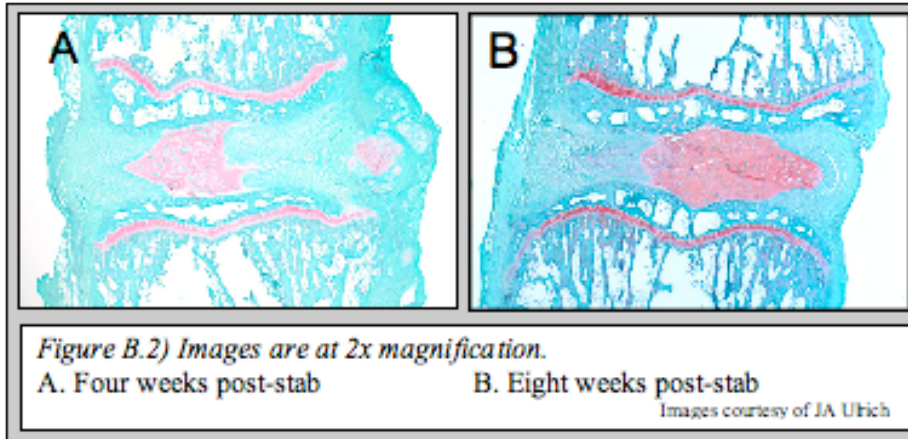 A
B
Figure B.2) Images are at 2x magnification.
A. Four weeks post-stab
B. Eight weeks post-stab
Images courtesy of JA Ulrich